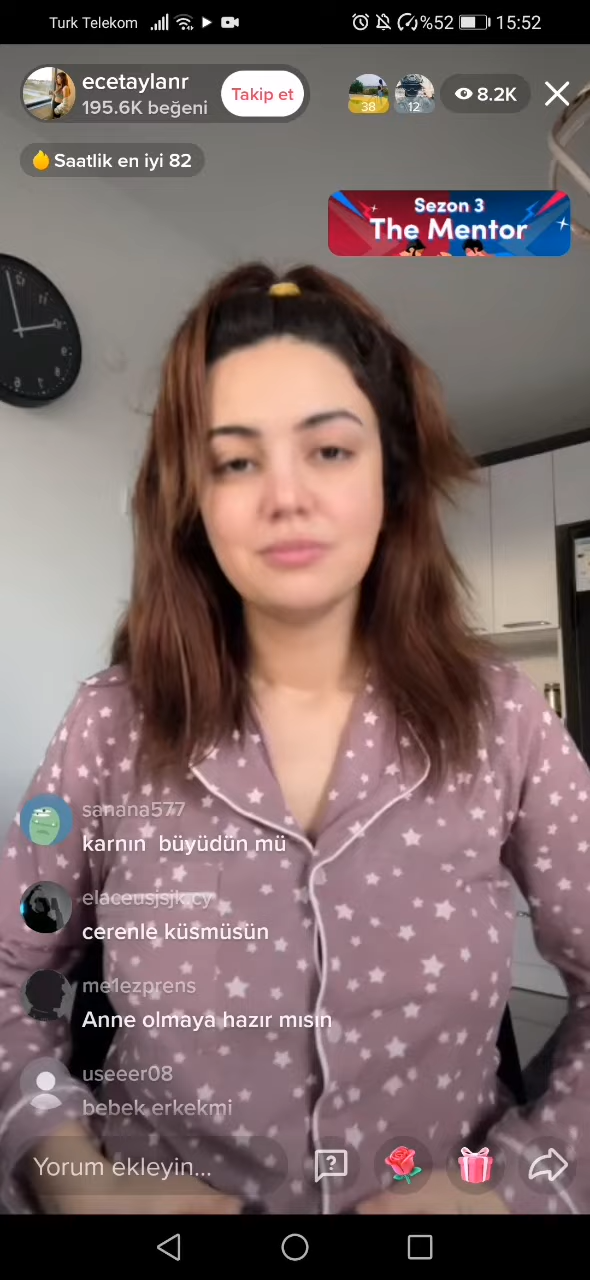 Turk Telekom
%52
15:52
ecetaylanr
195.6K beğeni
Takip et
38
12
8.2K
Saatlik en iyi 82
Sezon 3
The Mentor
sanana577
karnın büyüdün mü
elaceusjsjk.cy
cerenle küsmüsün
me1ezprens
Anne olmaya hazır mısın
useeer08
bebek erkekmi
Yorum ekleyin...